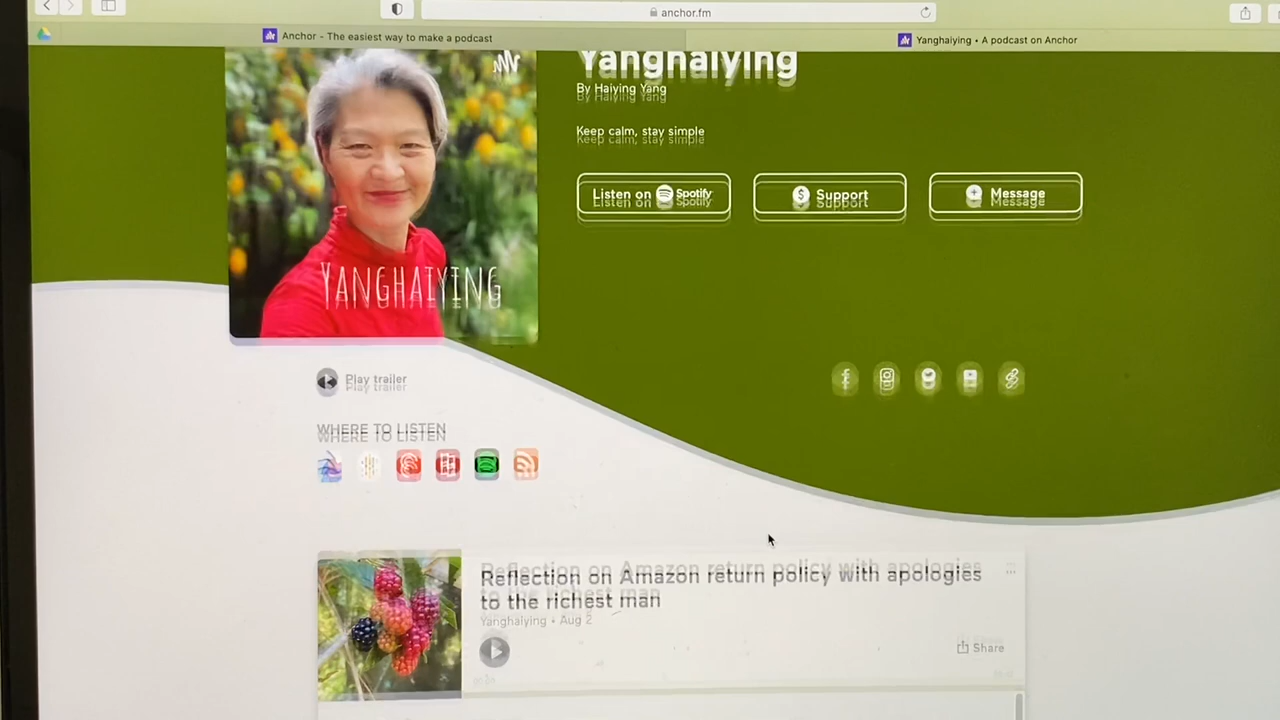 anchor.fm
Anchor - The easiest way to make a podcast
Yanghaiying • A podcast on Anchor
Yanghaiying
By Haiying Yang
Keep calm, stay simple
Listen on Spotify
Support
Message
YANGHAIYING
Play trailer
WHERE TO LISTEN
Reflection on Amazon return policy with apologies
to the richest man
Yanghaiying • Aug 2
Share